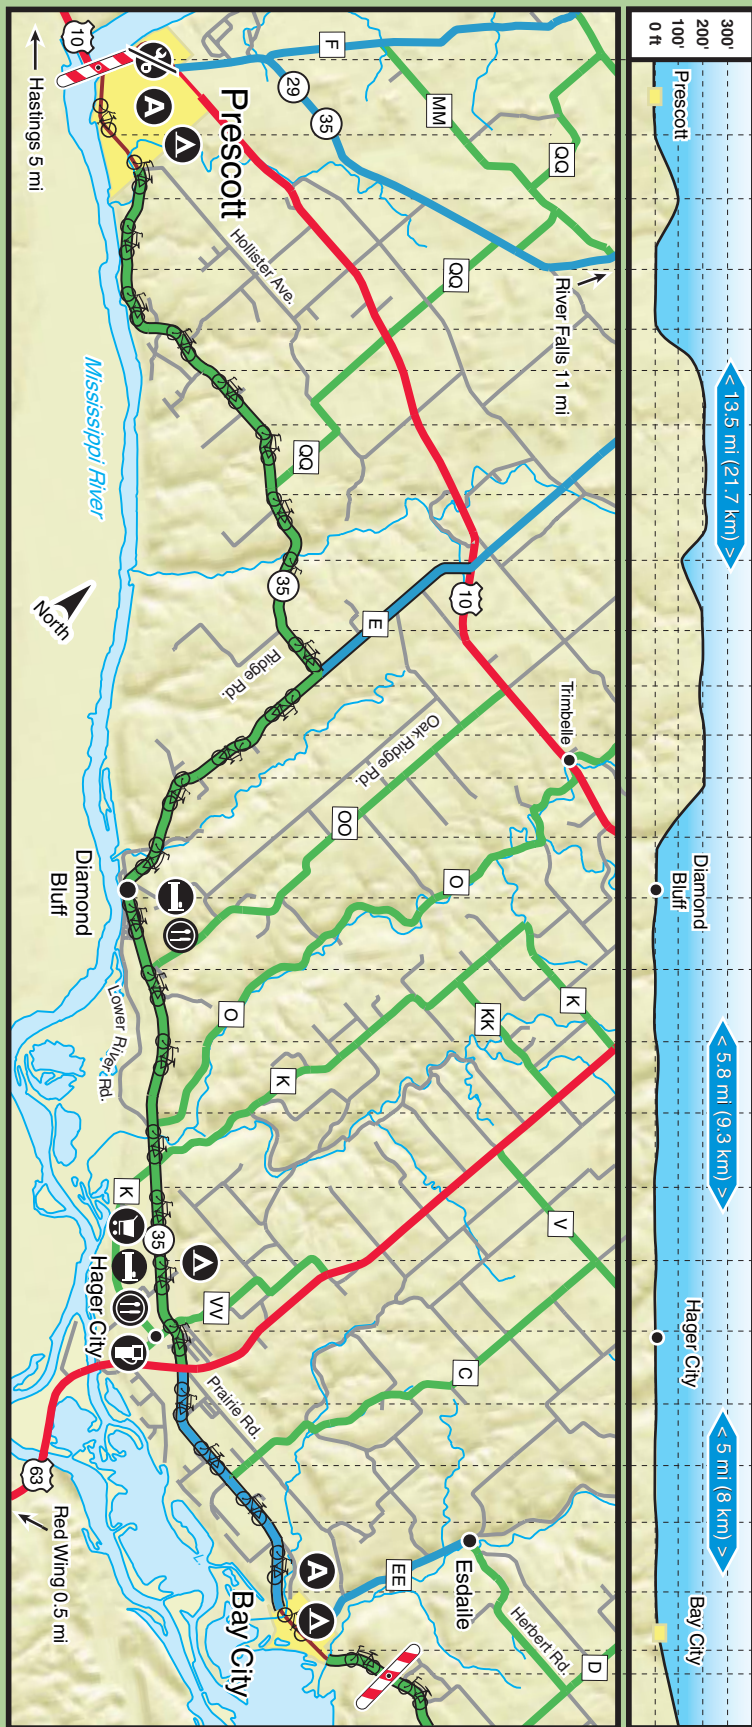 300'
200'
100'
0 ft
Prescott
< 13.5 mi (21.7 km) >
Diamond
Bluff
< 5.8 mi (9.3 km) >
Hager City
< 5 mi (8 km) >
Bay City
10
Hastings 5 mi
A
Prescott
F
29
35
MM
QQ
River Falls 11 mi
Hollister Ave.
QQ
QQ
Mississippi River
North
35
E
10
Ridge Rd.
Oak Ridge Rd.
Trimbelle
OO
O
Diamond
Bluff
Lower River Rd.
O
K
KK
K
K
35
Hager City
VV
V
C
Prairie Rd.
63
Red Wing 0.5 mi
A
Bay City
EE
Esdaile
Herbert Rd.
D